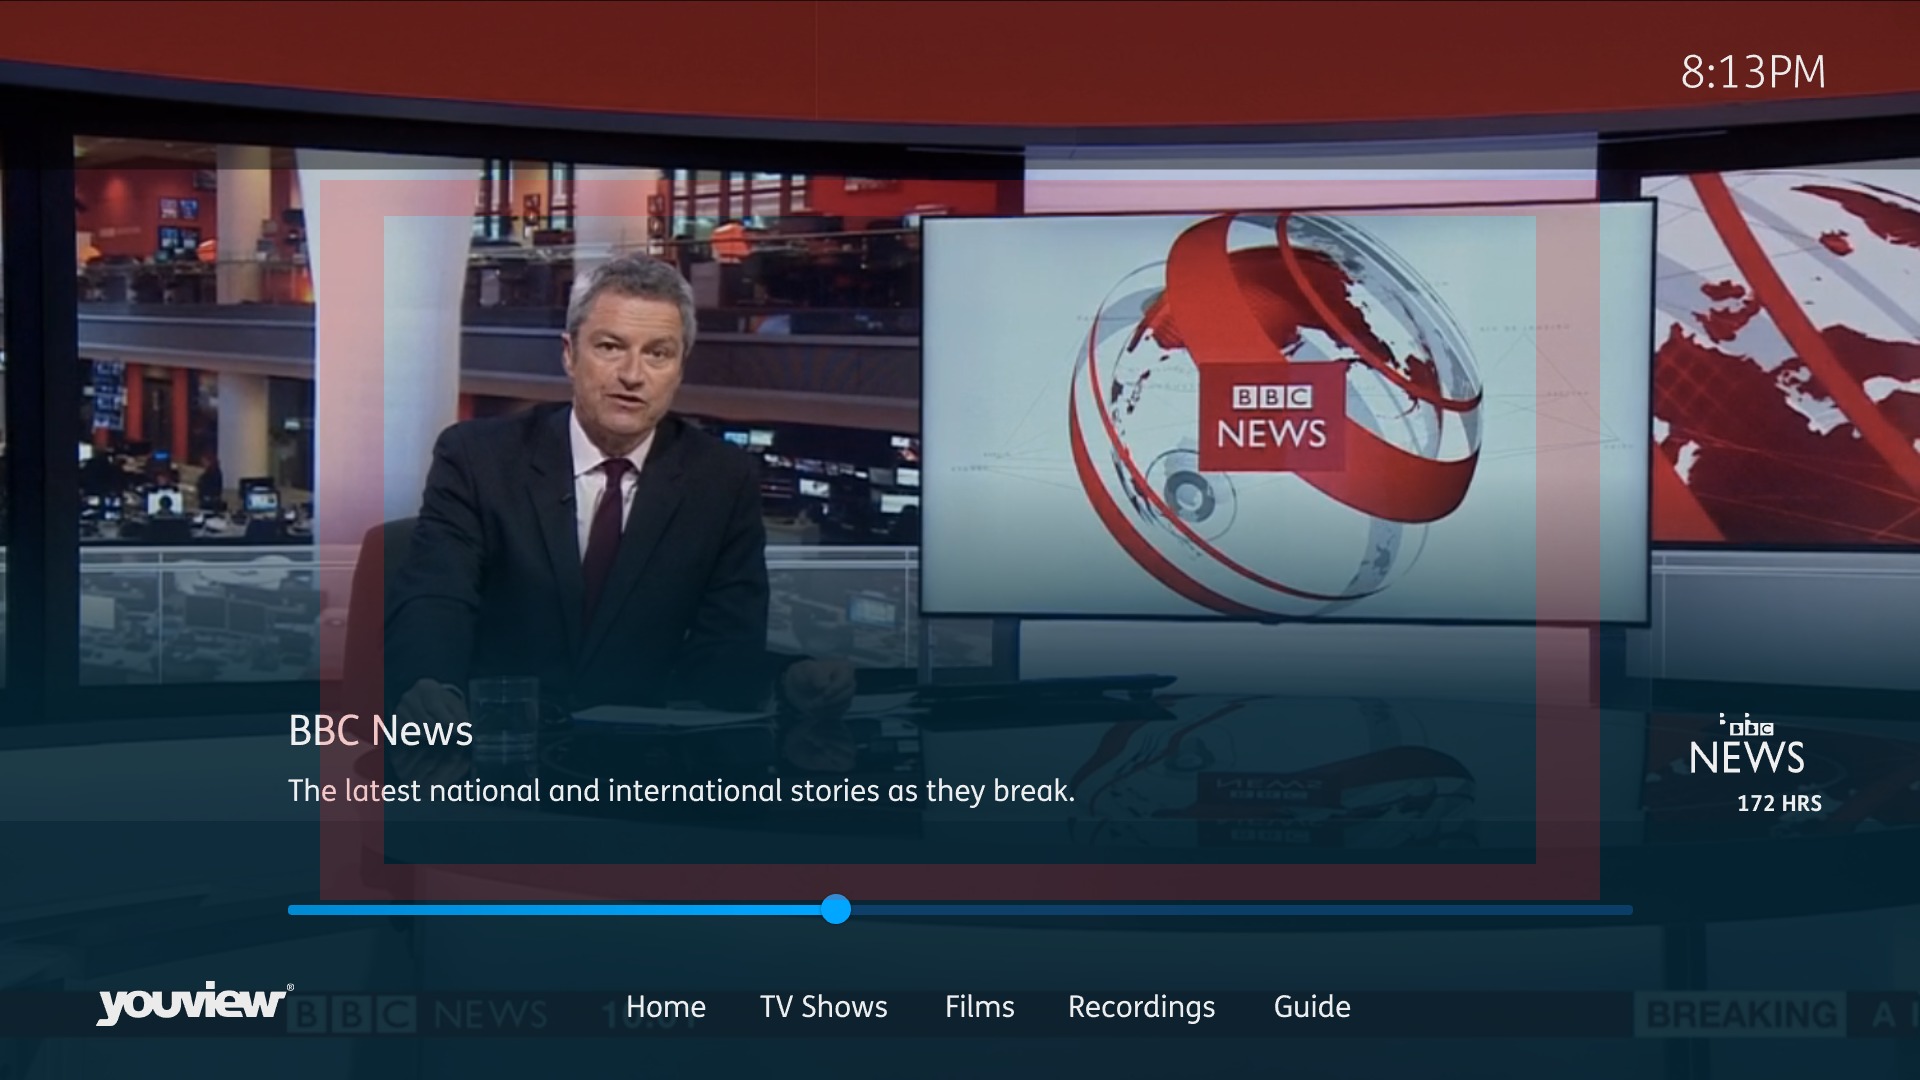 8:13PM
BBC
NEWS
BBC News
The latest national and international stories as they break.
BBC
NEWS
172 HRS
youview®
Home
TV Shows
Films
Recordings
Guide
BBC NEWS
BREAKING